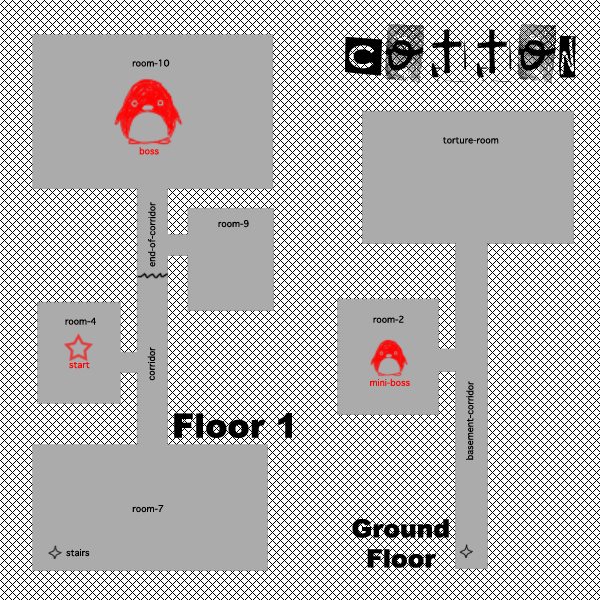 COTTON
room-10
boss
end-of-corridor
room-9
room-4
start
corridor
Floor 1
room-7
stairs
torture-room
room-2
mini-boss
basement-corridor
Ground
Floor